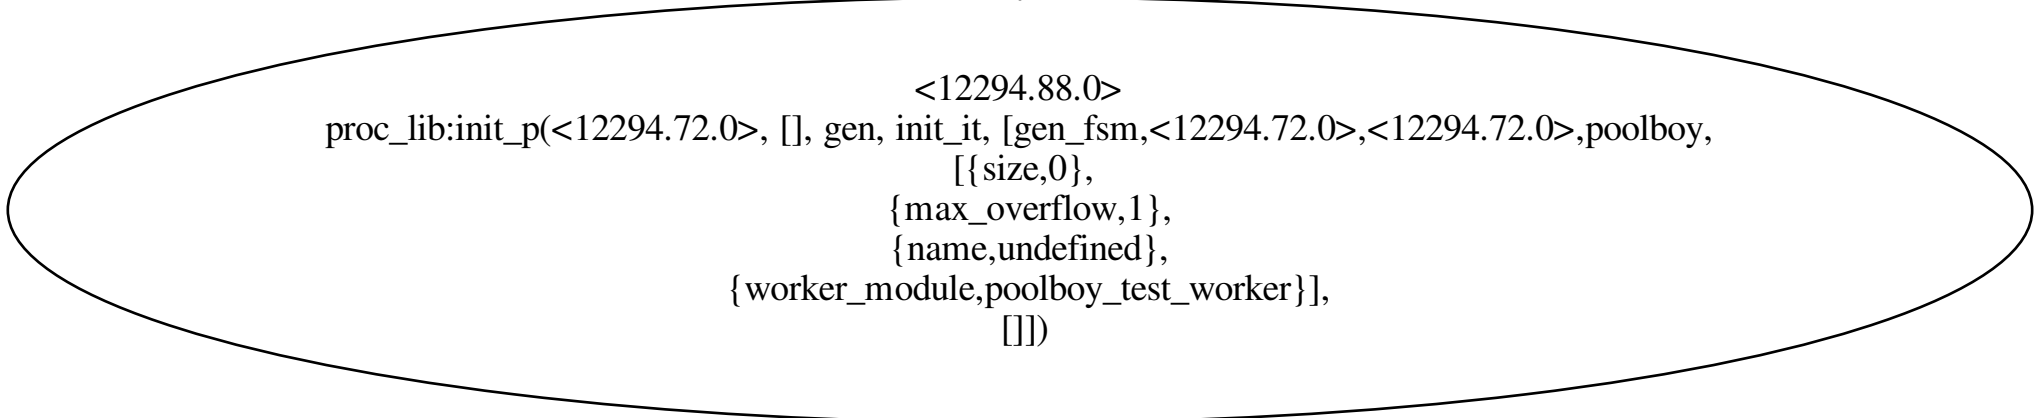 <12294.88.0>
proc_lib:init_p(<12294.72.0>, [], gen, init_it, [gen_fsm,<12294.72.0>,<12294.72.0>,poolboy,
[{size,0},
{max_overflow,1},
{name,undefined},
{worker_module,poolboy_test_worker}],
[]])